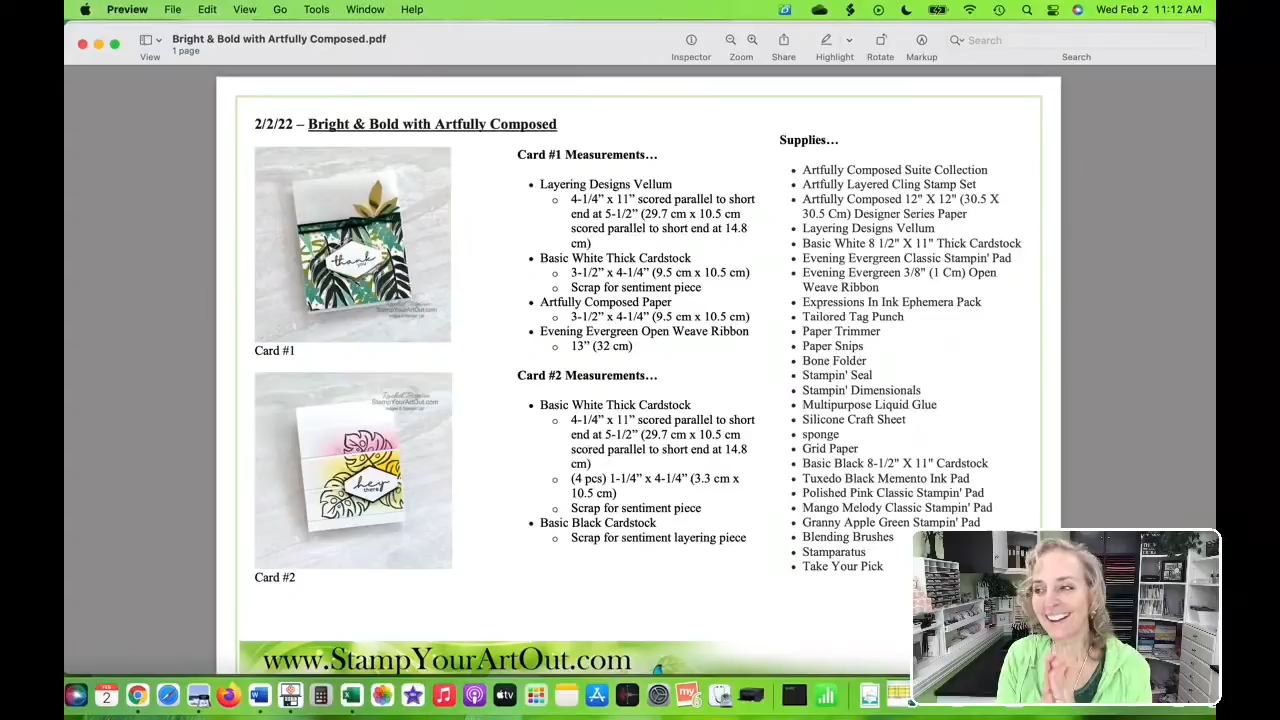 Preview File Edit View Go Tools Window Help Wed Feb 2 11:12 AM
Bright & Bold with Artfully Composed.pdf
1 page
Search
View Inspector Zoom Share Highlight Rotate Markup Search
2/2/22 – Bright & Bold with Artfully Composed
thank
you
StampYourArtOut.com
Card #1
StampYourArtOut.com
hey
there
Card #2
Card #1 Measurements…
• Layering Designs Vellum
o 4-1/4” x 11” scored parallel to short
end at 5-1/2” (29.7 cm x 10.5 cm
scored parallel to short end at 14.8
cm)
• Basic White Thick Cardstock
o 3-1/2” x 4-1/4” (9.5 cm x 10.5 cm)
o Scrap for sentiment piece
• Artfully Composed Paper
o 3-1/2” x 4-1/4” (9.5 cm x 10.5 cm)
• Evening Evergreen Open Weave Ribbon
o 13” (32 cm)
Card #2 Measurements…
• Basic White Thick Cardstock
o 4-1/4” x 11” scored parallel to short
end at 5-1/2” (29.7 cm x 10.5 cm
scored parallel to short end at 14.8
cm)
o (4 pcs) 1-1/4” x 4-1/4” (3.3 cm x
10.5 cm)
o Scrap for sentiment piece
• Basic Black Cardstock
o Scrap for sentiment layering piece
Supplies…
• Artfully Composed Suite Collection
• Artfully Layered Cling Stamp Set
• Artfully Composed 12" X 12" (30.5 X
30.5 Cm) Designer Series Paper
• Layering Designs Vellum
• Basic White 8 1/2" X 11" Thick Cardstock
• Evening Evergreen Classic Stampin' Pad
• Evening Evergreen 3/8" (1 Cm) Open
Weave Ribbon
• Expressions In Ink Ephemera Pack
• Tailored Tag Punch
• Paper Trimmer
• Paper Snips
• Bone Folder
• Stampin' Seal
• Stampin' Dimensionals
• Multipurpose Liquid Glue
• Silicone Craft Sheet
• sponge
• Grid Paper
• Basic Black 8-1/2" X 11" Cardstock
• Tuxedo Black Memento Ink Pad
• Polished Pink Classic Stampin' Pad
• Mango Melody Classic Stampin' Pad
• Granny Apple Green Stampin' Pad
• Blending Brushes
• Stamparatus
• Take Your Pick
www.StampYourArtOut.com
FEB
2
tv
my